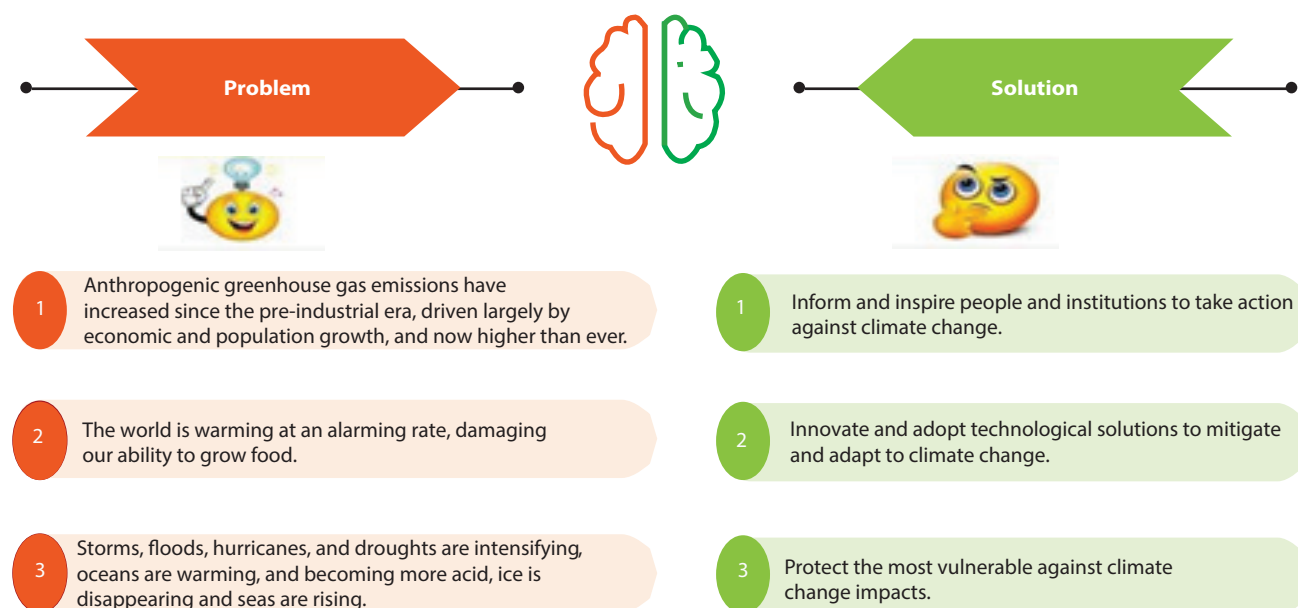 Problem
Solution
1
Anthropogenic greenhouse gas emissions have
increased since the pre-industrial era, driven largely by
economic and population growth, and now higher than ever.
1
Inform and inspire people and institutions to take action
against climate change.
2
The world is warming at an alarming rate, damaging
our ability to grow food.
2
Innovate and adopt technological solutions to mitigate
and adapt to climate change.
3
Storms, floods, hurricanes, and droughts are intensifying,
oceans are warming, and becoming more acid, ice is
disappearing and seas are rising.
3
Protect the most vulnerable against climate
change impacts.